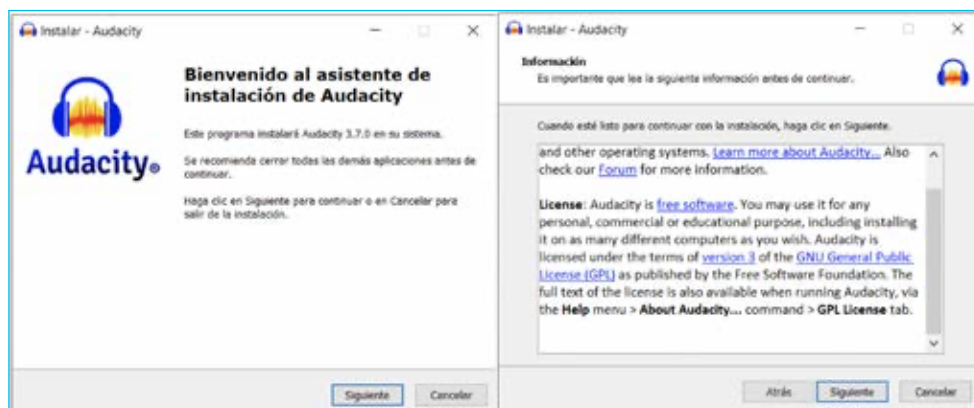 Instalar - Audacity
Bienvenido al asistente de
instalación de Audacity
Este programa instalará Audacity 3.7.0 en su sistema.
Se recomienda cerrar todas las demás aplicaciones antes de
continuar.
Haga clic en Siguiente para continuar o en Cancelar para
salir de la instalación.
Audacity®
Siguiente
Cancelar
Instalar - Audacity
Información
Es importante que lea la siguiente información antes de continuar.
Cuando esté listo para continuar con la instalación, haga clic en Siguiente.
and other operating systems. Learn more about Audacity... Also
check our Forum for more information.
License: Audacity is free software. You may use it for any
personal, commercial or educational purpose, including installing
it on as many different computers as you wish. Audacity is
licensed under the terms of version 3 of the GNU General Public
License (GPL) as published by the Free Software Foundation. The
full text of the license is also available when running Audacity, via
the Help menu > About Audacity... command > GPL License tab.
Atrás
Siguiente
Cancelar